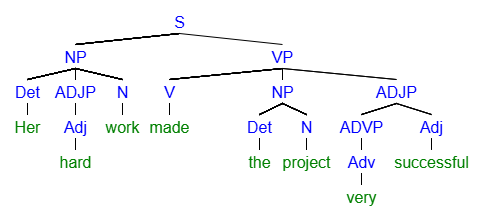 S
NP VP
Det ADJP N V NP ADJP
Her Adj work made Det N ADVP Adj
hard the project Adv successful
very